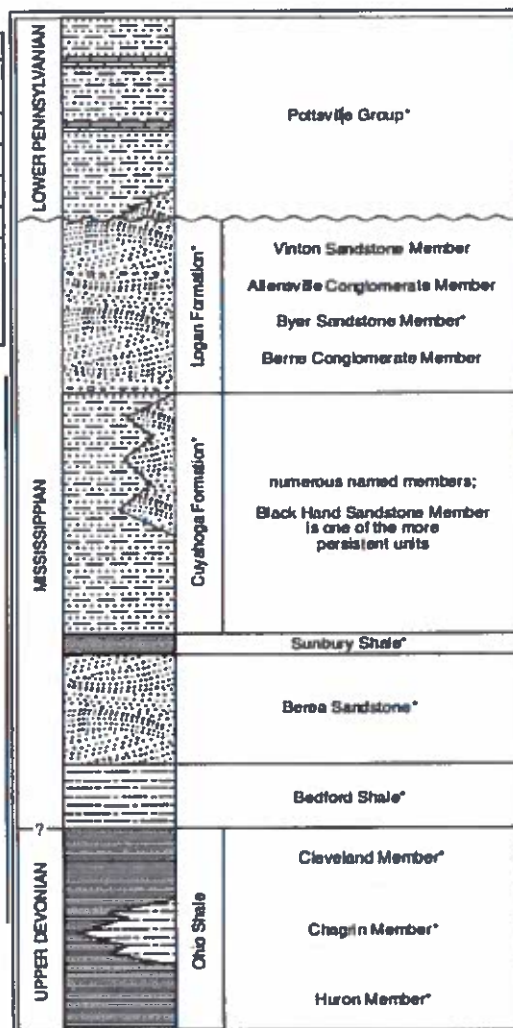 LOWER PENNSYLVANIAN
Pottsville Group*
MISSISSIPPIAN
Logan Formation*
Vinton Sandstone Member
Allensville Conglomerate Member
Byer Sandstone Member*
Berne Conglomerate Member
Cuyahoga Formation*
numerous named members;
Black Hand Sandstone Member
is one of the more
persistent units
Sunbury Shale*
Berea Sandstone*
Bedford Shale*
?
UPPER DEVONIAN
Ohio Shale
Cleveland Member*
Chagrin Member*
Huron Member*